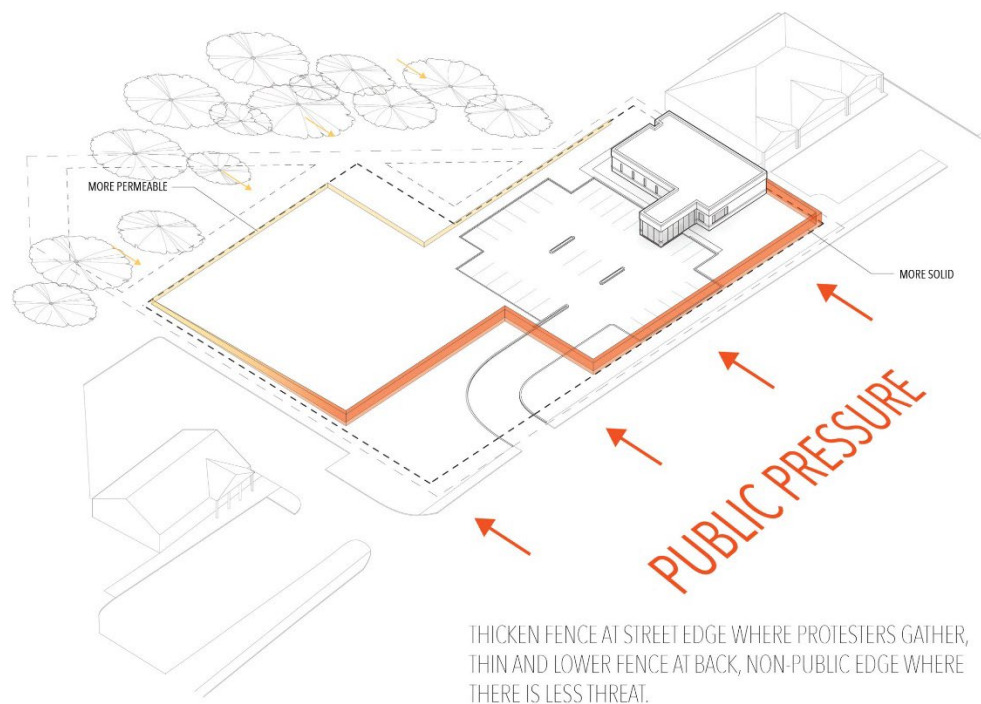 MORE PERMEABLE
MORE SOLID
PUBLIC PRESSURE
THICKEN FENCE AT STREET EDGE WHERE PROTESTERS GATHER,
THIN AND LOWER FENCE AT BACK, NON-PUBLIC EDGE WHERE
THERE IS LESS THREAT.